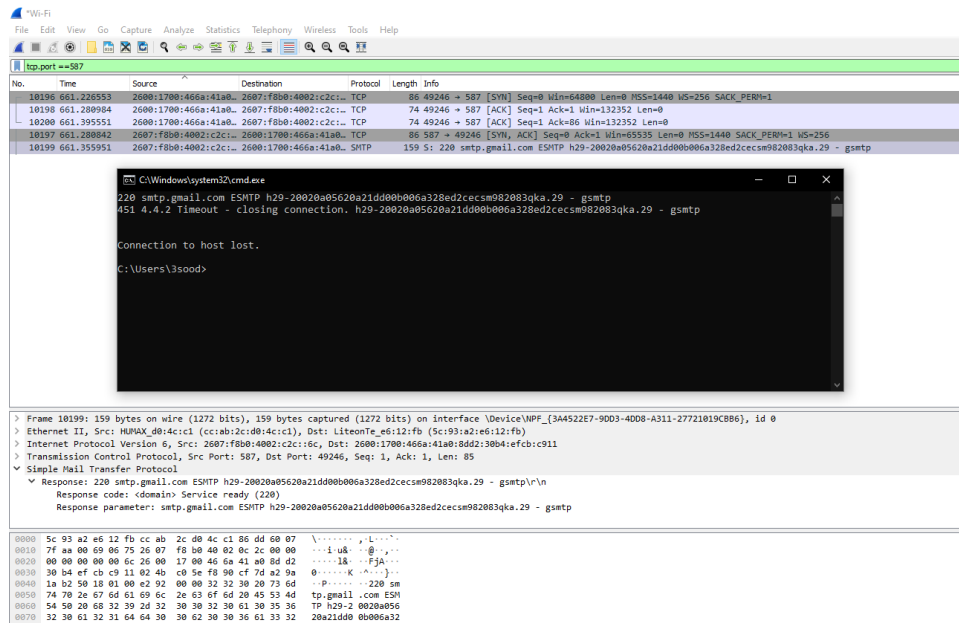 *Wi-Fi
File Edit View Go Capture Analyze Statistics Telephony Wireless Tools Help
tcp.port ==587
No. Time Source Destination Protocol Length Info
10196 661.226553 2600:1700:466a:41a0… 2607:f8b0:4002:c2c:… TCP 86 49246 → 587 [SYN] Seq=0 Win=64800 Len=0 MSS=1440 WS=256 SACK_PERM=1
10198 661.280984 2600:1700:466a:41a0… 2607:f8b0:4002:c2c:… TCP 74 49246 → 587 [ACK] Seq=1 Ack=1 Win=132352 Len=0
10200 661.395551 2600:1700:466a:41a0… 2607:f8b0:4002:c2c:… TCP 74 49246 → 587 [ACK] Seq=1 Ack=86 Win=132352 Len=0
10197 661.280842 2607:f8b0:4002:c2c:… 2600:1700:466a:41a0… TCP 86 587 → 49246 [SYN, ACK] Seq=0 Ack=1 Win=65535 Len=0 MSS=1440 SACK_PERM=1 WS=256
10199 661.355951 2607:f8b0:4002:c2c:… 2600:1700:466a:41a0… SMTP 159 S: 220 smtp.gmail.com ESMTP h29-20020a05620a21dd00b006a328ed2cecsm982083qka.29 - gsmtp
C:\Windows\system32\cmd.exe
220 smtp.gmail.com ESMTP h29-20020a05620a21dd00b006a328ed2cecsm982083qka.29 - gsmtp
451 4.4.2 Timeout - closing connection. h29-20020a05620a21dd00b006a328ed2cecsm982083qka.29 - gsmtp
Connection to host lost.
C:\Users\3sood>
Frame 10199: 159 bytes on wire (1272 bits), 159 bytes captured (1272 bits) on interface \Device\NPF_{3A4522E7-9DD3-4DD8-A311-27721019CBB6}, id 0
Ethernet II, Src: HUMAX_d0:4c:c1 (cc:ab:2c:d0:4c:c1), Dst: LiteonTe_e6:12:fb (5c:93:a2:e6:12:fb)
Internet Protocol Version 6, Src: 2607:f8b0:4002:c2c::6c, Dst: 2600:1700:466a:41a0:8dd2:30b4:efcb:c911
Transmission Control Protocol, Src Port: 587, Dst Port: 49246, Seq: 1, Ack: 1, Len: 85
Simple Mail Transfer Protocol
Response: 220 smtp.gmail.com ESMTP h29-20020a05620a21dd00b006a328ed2cecsm982083qka.29 - gsmtp\r\n
Response code: <domain> Service ready (220)
Response parameter: smtp.gmail.com ESMTP h29-20020a05620a21dd00b006a328ed2cecsm982083qka.29 - gsmtp
0000 5c 93 a2 e6 12 fb cc ab 2c d0 4c c1 86 dd 60 07 \······· ,·L···`·
0010 7f aa 00 69 06 75 26 07 f8 b0 40 02 0c 2c 00 00 ···i·u&· ··@··,··
0020 00 00 00 00 00 6c 26 00 17 00 46 6a 41 a0 8d d2 ·····l&· ··FjA···
0030 30 b4 ef cb c9 11 02 4b c0 5e f8 90 cf 7d a2 9a 0······K ·^···}··
0040 1a b2 50 18 01 00 e2 92 00 00 32 32 30 20 73 6d ··P····· ··220 sm
0050 74 70 2e 67 6d 61 69 6c 2e 63 6f 6d 20 45 53 4d tp.gmail .com ESM
0060 54 50 20 68 32 39 2d 32 30 30 32 30 61 30 35 36 TP h29-2 0020a056
0070 32 30 61 32 31 64 64 30 30 62 30 30 36 61 33 32 20a21dd0 0b006a32